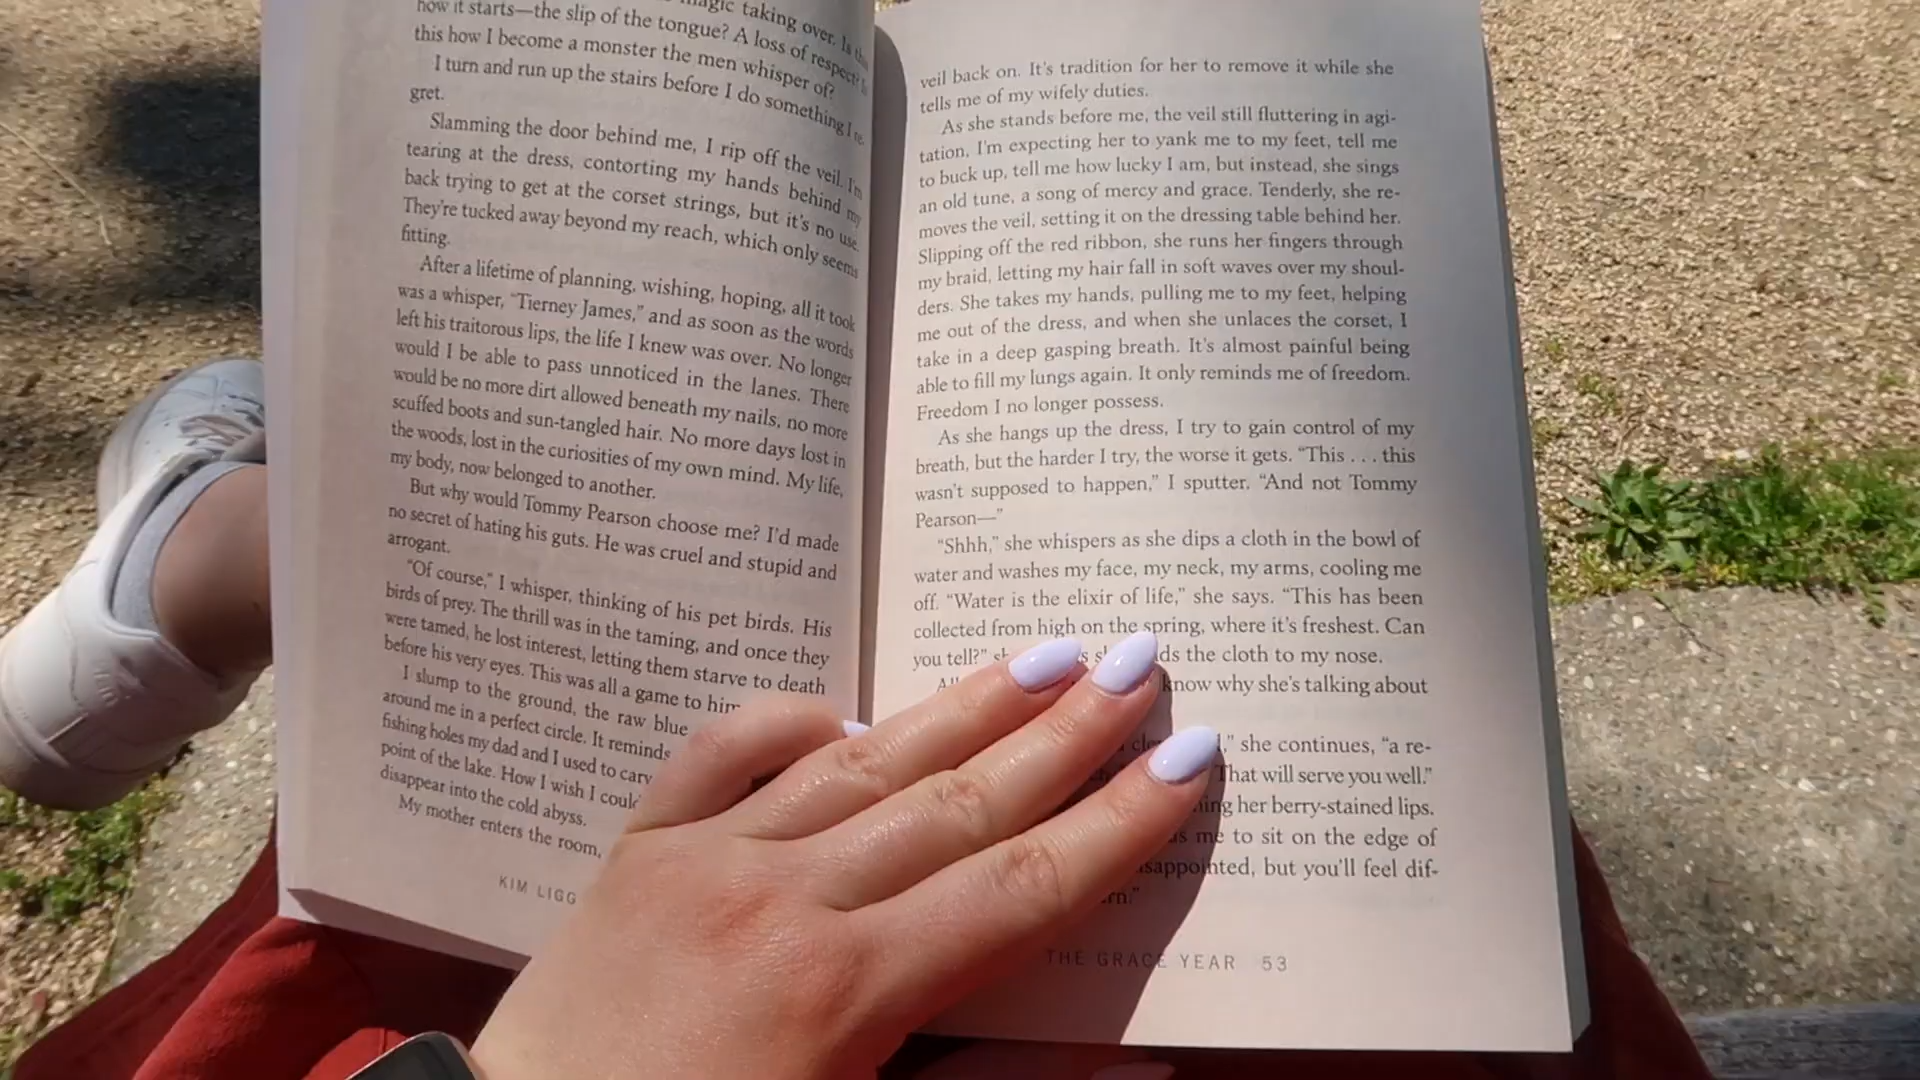 magic taking over. Is this
how it starts—the slip of the tongue? A loss of respect?
this how I become a monster the men whisper of?
I turn and run up the stairs before I do something I re-
gret.
Slamming the door behind me, I rip off the veil. I'm
tearing at the dress, contorting my hands behind my
back trying to get at the corset strings, but it's no use.
They're tucked away beyond my reach, which only seems
fitting.
After a lifetime of planning, wishing, hoping, all it took
was a whisper, “Tierney James,” and as soon as the words
left his traitorous lips, the life I knew was over. No longer
would I be able to pass unnoticed in the lanes. There
would be no more dirt allowed beneath my nails, no more
scuffed boots and sun-tangled hair. No more days lost in
the woods, lost in the curiosities of my own mind. My life,
my body, now belonged to another.
But why would Tommy Pearson choose me? I'd made
no secret of hating his guts. He was cruel and stupid and
arrogant.
“Of course,” I whisper, thinking of his pet birds. His
birds of prey. The thrill was in the taming, and once they
were tamed, he lost interest, letting them starve to death
before his very eyes. This was all a game to him
I slump to the ground, the raw blue
around me in a perfect circle. It reminds
fishing holes my dad and I used to carv
point of the lake. How I wish I could
disappear into the cold abyss.
My mother enters the room,
KIM LIGG
veil back on. It's tradition for her to remove it while she
tells me of my wifely duties.
As she stands before me, the veil still fluttering in agi-
tation, I'm expecting her to yank me to my feet, tell me
to buck up, tell me how lucky I am, but instead, she sings
an old tune, a song of mercy and grace. Tenderly, she re-
moves the veil, setting it on the dressing table behind her.
Slipping off the red ribbon, she runs her fingers through
my braid, letting my hair fall in soft waves over my shoul-
ders. She takes my hands, pulling me to my feet, helping
me out of the dress, and when she unlaces the corset, I
take in a deep gasping breath. It's almost painful being
able to fill my lungs again. It only reminds me of freedom.
Freedom I no longer possess.
As she hangs up the dress, I try to gain control of my
breath, but the harder I try, the worse it gets. “This . . . this
wasn't supposed to happen,” I sputter. “And not Tommy
Pearson—”
“Shhh,” she whispers as she dips a cloth in the bowl of
water and washes my face, my neck, my arms, cooling me
off. “Water is the elixir of life,” she says. “This has been
collected from high on the spring, where it's freshest. Can
you tell?” the cloth to my nose.
know why she's talking about
she continues, “a re-
That will serve you well.”
her berry-stained lips.
me to sit on the edge of
but you'll feel dif-
THE GRACE YEAR 53